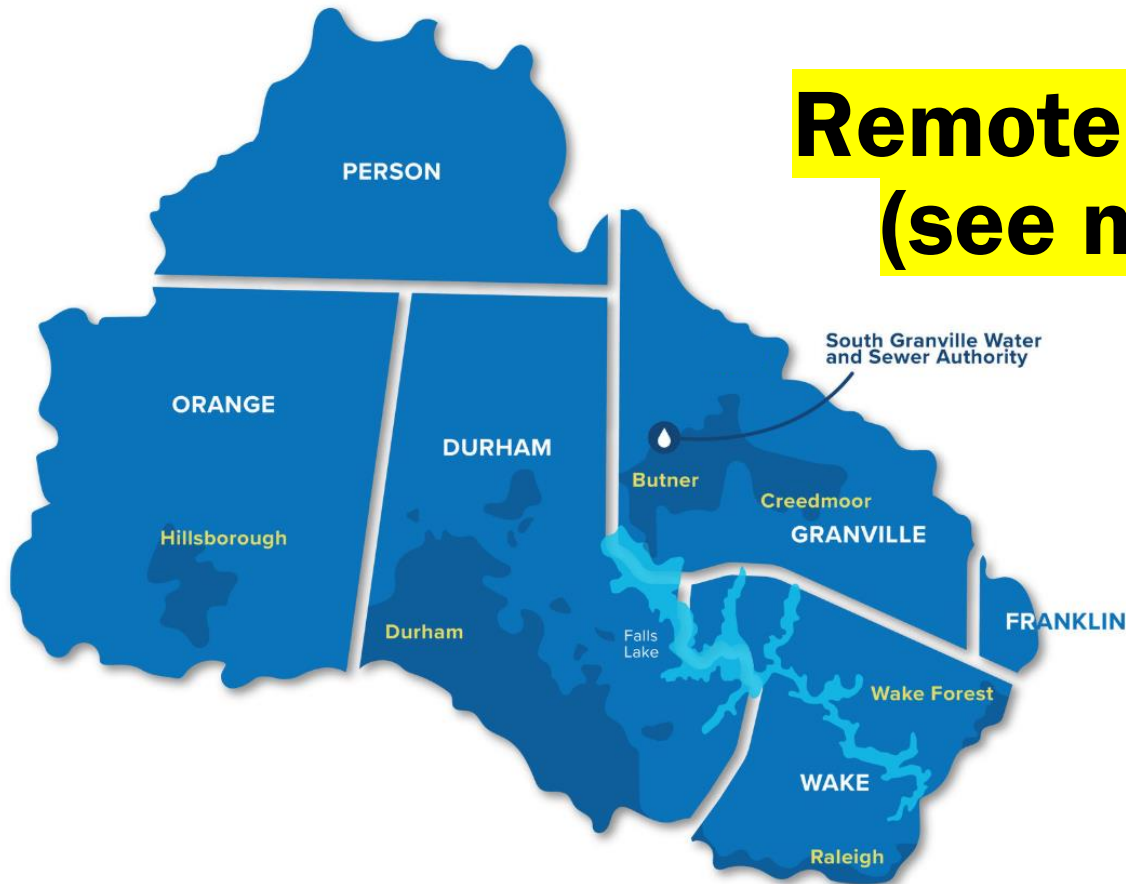 Remote
(see m
PERSON
South Granville Water
and Sewer Authority
ORANGE
DURHAM
Butner
Creedmoor
GRANVILLE
Hillsborough
FRANKLIN
Durham
Falls
Lake
Wake Forest
WAKE
Raleigh